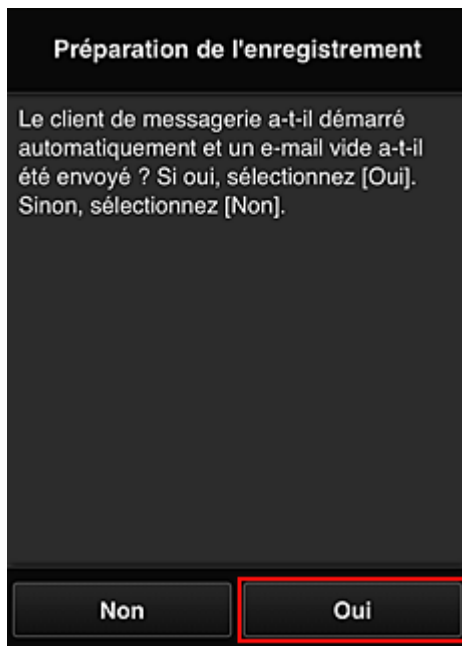 Préparation de l'enregistrement
Le client de messagerie a-t-il démarré
automatiquement et un e-mail vide a-t-il
été envoyé ? Si oui, sélectionnez [Oui].
Sinon, sélectionnez [Non].
Non
Oui